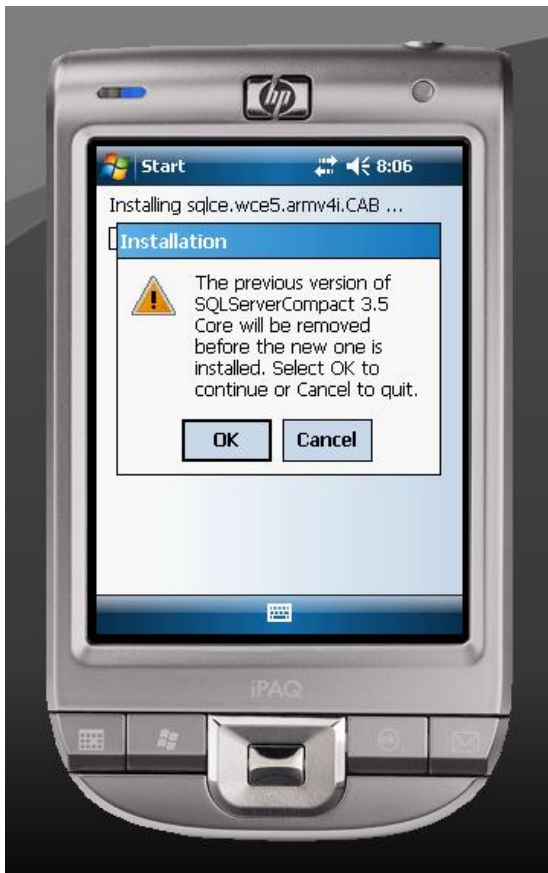 hp
Start 8:06
Installing sqlce.wce5.armv4i.CAB ...
Installation
The previous version of
SQLServerCompact 3.5
Core will be removed
before the new one is
installed. Select OK to
continue or Cancel to quit.
OK Cancel
iPAQ
ok